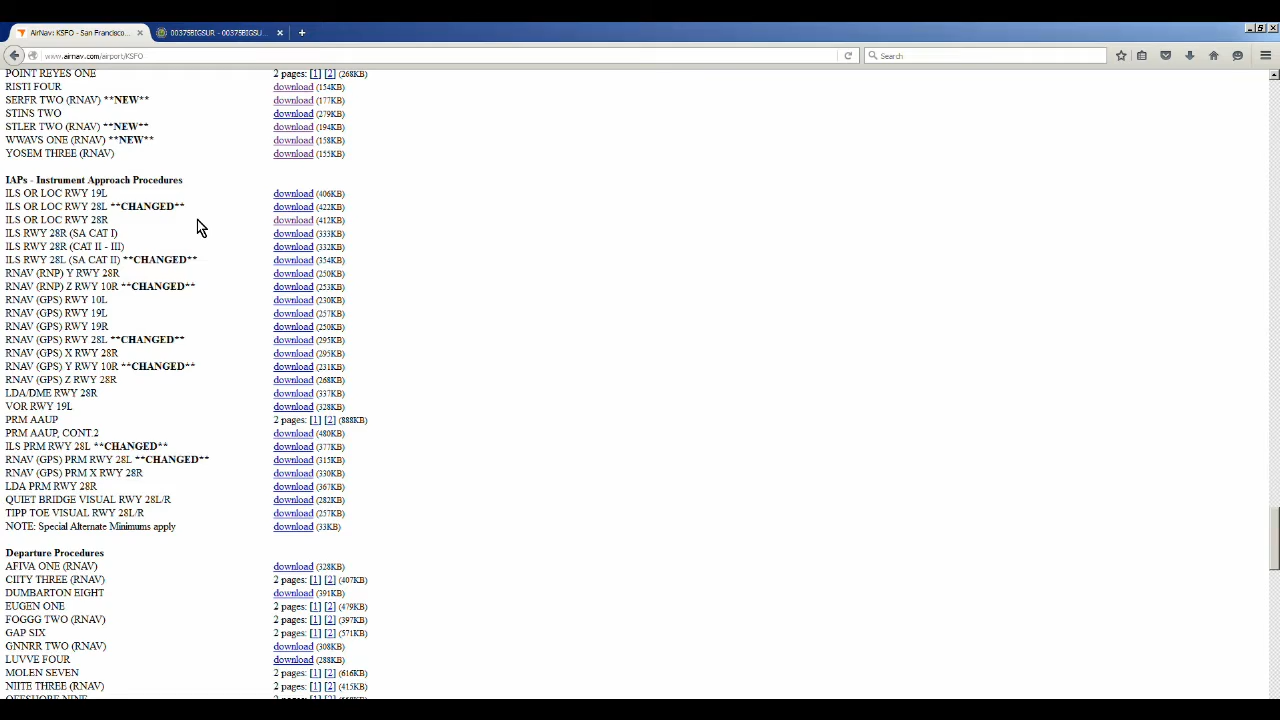 AirNav: KSFO - San Francisco...
00375BIGSUR - 00375BIGSU...
www.airnav.com/airport/KSFO
Search
POINT REYES ONE 2 pages: [1] [2] (268KB)
RISTI FOUR download (154KB)
SERFR TWO (RNAV) **NEW** download (177KB)
STINS TWO download (279KB)
STLER TWO (RNAV) **NEW** download (194KB)
WWAVS ONE (RNAV) **NEW** download (158KB)
YOSEM THREE (RNAV) download (155KB)
IAPs - Instrument Approach Procedures
ILS OR LOC RWY 19L download (406KB)
ILS OR LOC RWY 28L **CHANGED** download (422KB)
ILS OR LOC RWY 28R download (412KB)
ILS RWY 28R (SA CAT I) download (333KB)
ILS RWY 28R (CAT II - III) download (332KB)
ILS RWY 28L (SA CAT II) **CHANGED** download (354KB)
RNAV (RNP) Y RWY 28R download (250KB)
RNAV (RNP) Z RWY 10R **CHANGED** download (253KB)
RNAV (GPS) RWY 10L download (230KB)
RNAV (GPS) RWY 19L download (257KB)
RNAV (GPS) RWY 19R download (250KB)
RNAV (GPS) RWY 28L **CHANGED** download (295KB)
RNAV (GPS) X RWY 28R download (295KB)
RNAV (GPS) Y RWY 10R **CHANGED** download (231KB)
RNAV (GPS) Z RWY 28R download (268KB)
LDA/DME RWY 28R download (337KB)
VOR RWY 19L download (328KB)
PRM AAUP 2 pages: [1] [2] (888KB)
PRM AAUP, CONT.2 download (480KB)
ILS PRM RWY 28L **CHANGED** download (377KB)
RNAV (GPS) PRM RWY 28L **CHANGED** download (315KB)
RNAV (GPS) PRM X RWY 28R download (330KB)
LDA PRM RWY 28R download (367KB)
QUIET BRIDGE VISUAL RWY 28L/R download (282KB)
TIPP TOE VISUAL RWY 28L/R download (257KB)
NOTE: Special Alternate Minimums apply download (33KB)
Departure Procedures
AFIVA ONE (RNAV) download (328KB)
CIITY THREE (RNAV) 2 pages: [1] [2] (407KB)
DUMBARTON EIGHT download (391KB)
EUGEN ONE 2 pages: [1] [2] (479KB)
FOGGG TWO (RNAV) 2 pages: [1] [2] (397KB)
GAP SIX 2 pages: [1] [2] (571KB)
GNNRR TWO (RNAV) download (308KB)
LUVVE FOUR download (288KB)
MOLEN SEVEN 2 pages: [1] [2] (616KB)
NIITE THREE (RNAV) 2 pages: [1] [2] (415KB)
OFFSHORE NINE